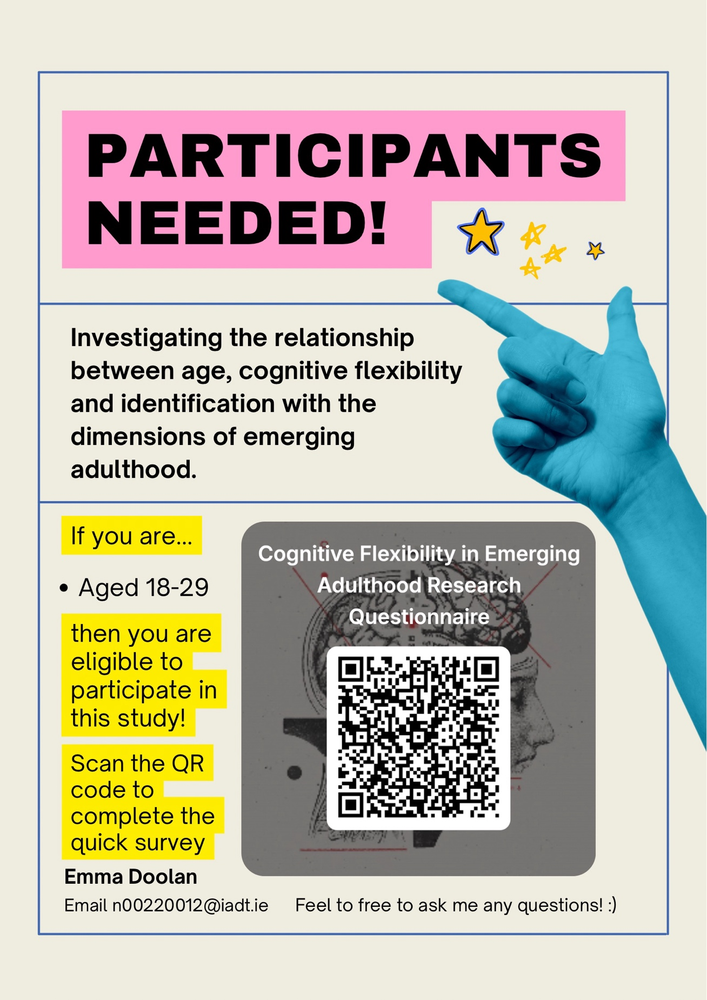 PARTICIPANTS
NEEDED!
Investigating the relationship
between age, cognitive flexibility
and identification with the
dimensions of emerging
adulthood.
If you are...
• Aged 18-29
then you are
eligible to
participate in
this study!
Scan the QR
code to
complete the
quick survey
Cognitive Flexibility in Emerging
Adulthood Research
Questionnaire
Emma Doolan
Email n00220012@iadt.ie
Feel to free to ask me any questions! :)